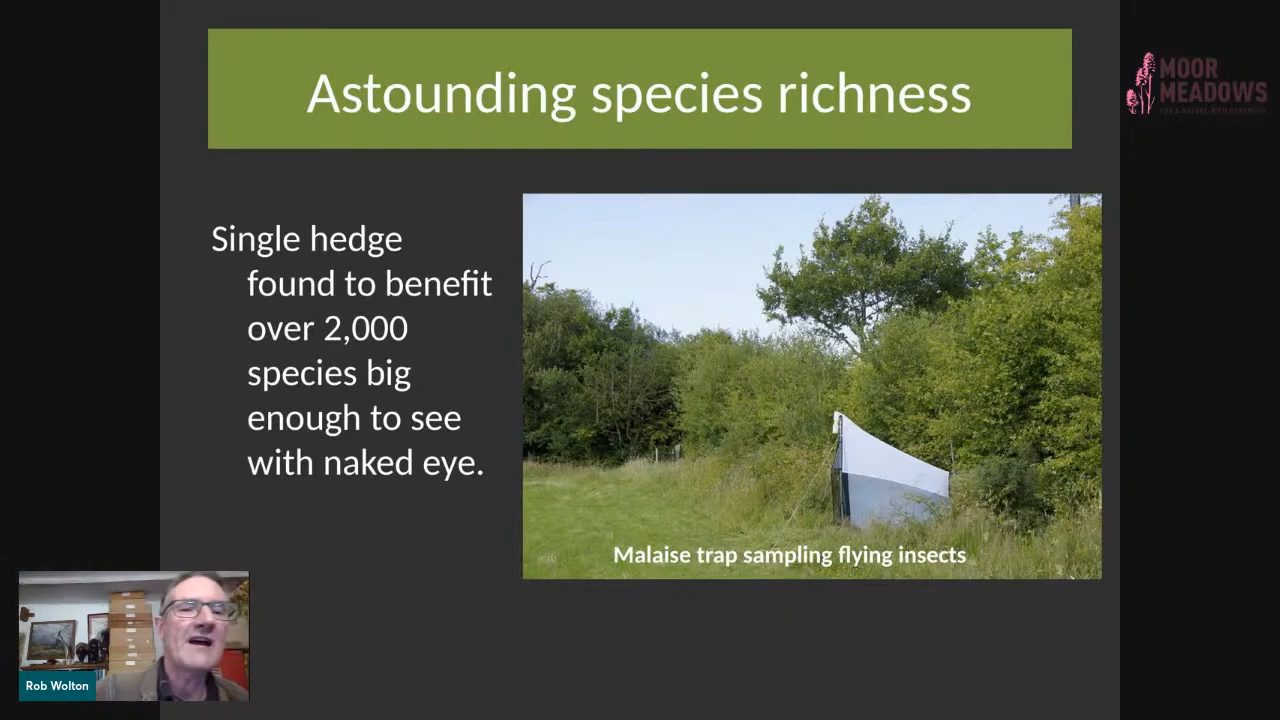 Astounding species richness
MOOR
MEADOWS
Single hedge
found to benefit
over 2,000
species big
enough to see
with naked eye.
Malaise trap sampling flying insects
Rob Wolton